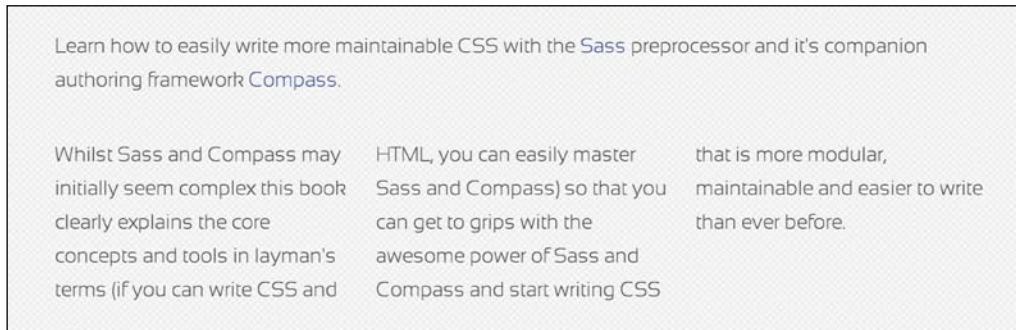 Learn how to easily write more maintainable CSS with the Sass preprocessor and it's companion
authoring framework Compass.
Whilst Sass and Compass may
initially seem complex this book
clearly explains the core
concepts and tools in layman's
terms (if you can write CSS and
HTML, you can easily master
Sass and Compass) so that you
can get to grips with the
awesome power of Sass and
Compass and start writing CSS
that is more modular,
maintainable and easier to write
than ever before.